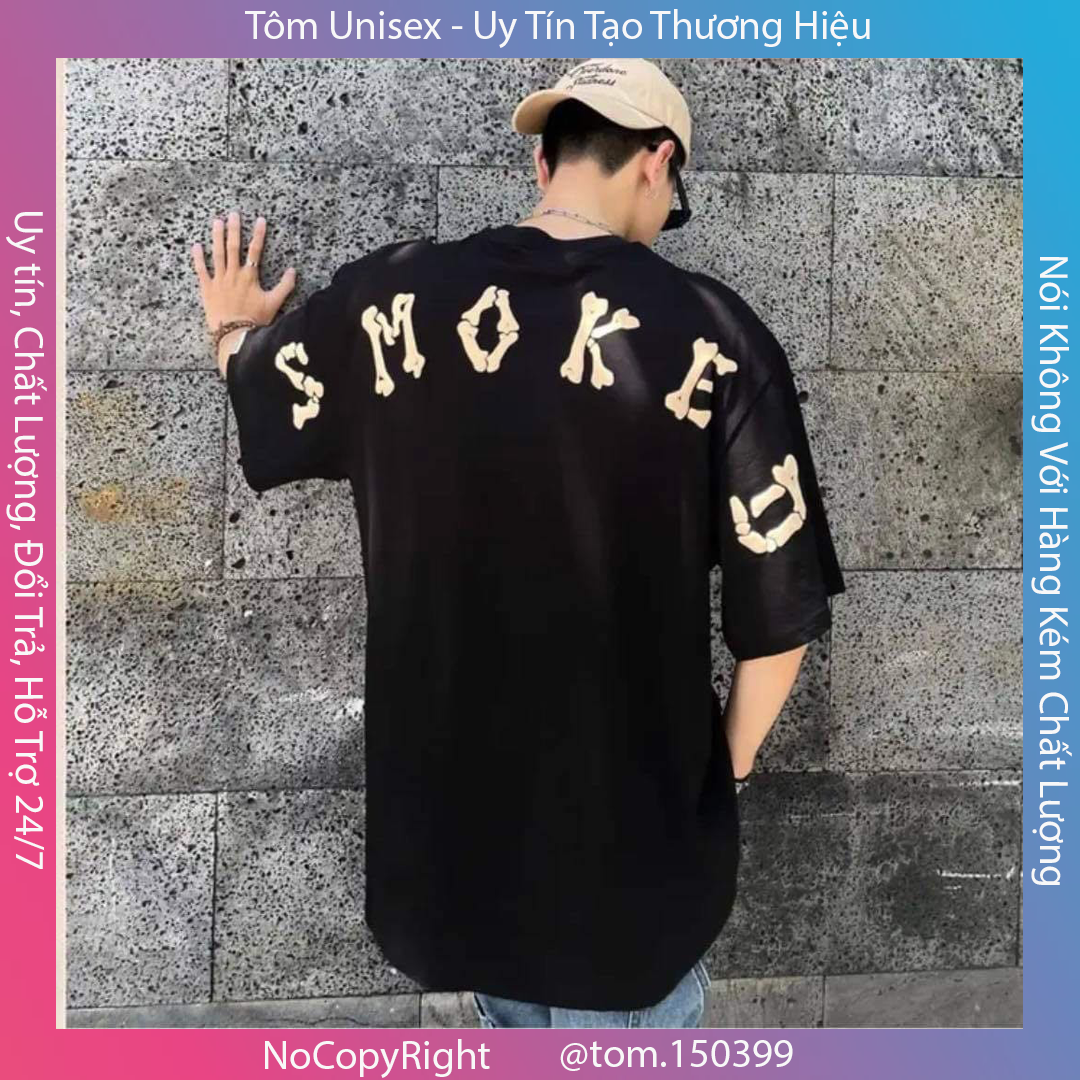 Tôm Unisex - Uy Tín Tạo Thương Hiệu
Uy tín, Chất Lượng, Đổi Trả, Hỗ Trợ 24/7
Nói Không Với Hàng Kém Chất Lượng
SMOKE
NoCopyRight @tom.150399